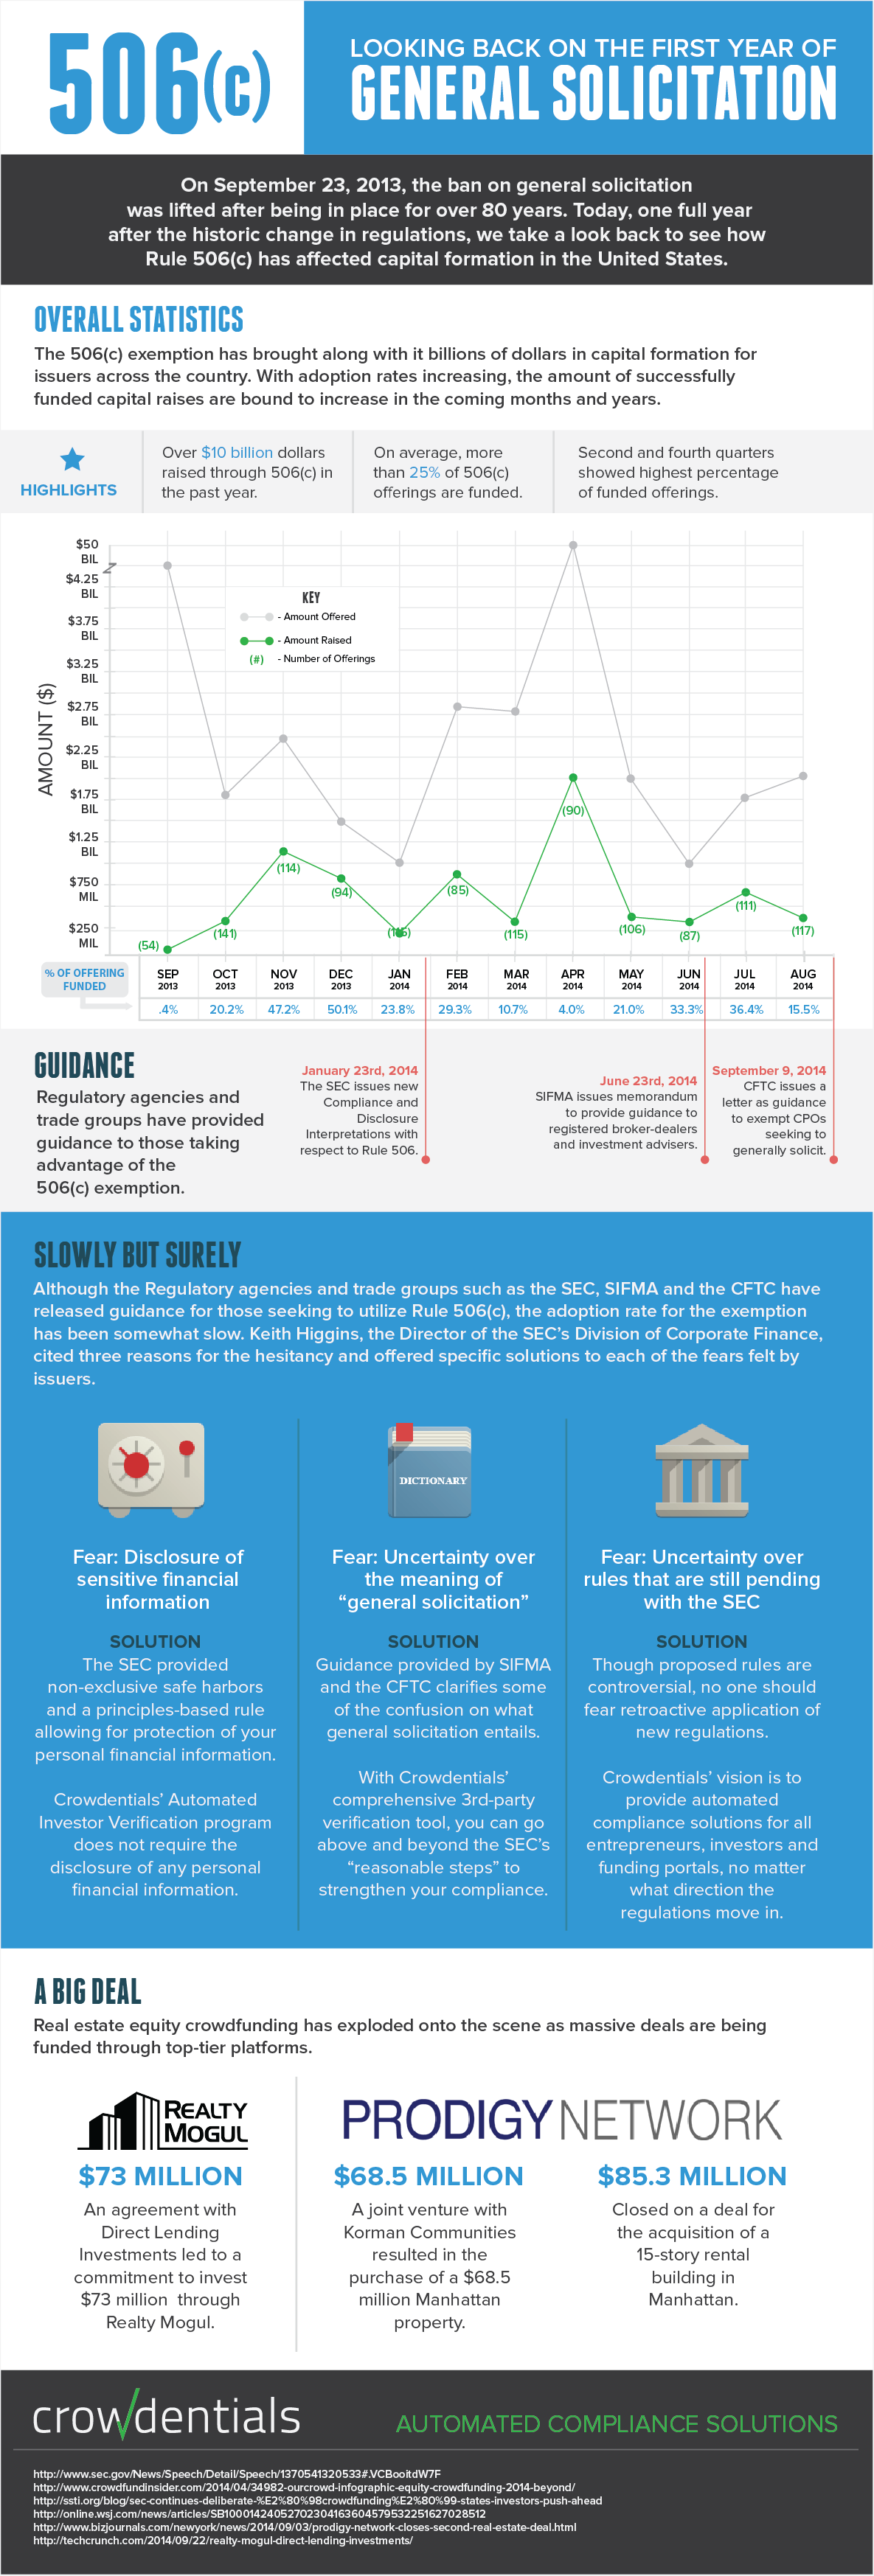 506(c)
LOOKING BACK ON THE FIRST YEAR OF
GENERAL SOLICITATION
On September 23, 2013, the ban on general solicitation
was lifted after being in place for over 80 years. Today, one full year
after the historic change in regulations, we take a look back to see how
Rule 506(c) has affected capital formation in the United States.
OVERALL STATISTICS
The 506(c) exemption has brought along with it billions of dollars in capital formation for
issuers across the country. With adoption rates increasing, the amount of successfully
funded capital raises are bound to increase in the coming months and years.
HIGHLIGHTS
Over $10 billion dollars
raised through 506(c) in
the past year.
On average, more
than 25% of 506(c)
offerings are funded.
Second and fourth quarters
showed highest percentage
of funded offerings.
AMOUNT ($)
$50
BIL
$4.25
BIL
$3.75
BIL
$3.25
BIL
$2.75
BIL
$2.25
BIL
$1.75
BIL
$1.25
BIL
$750
MIL
$250
MIL
KEY
- Amount Offered
- Amount Raised
(#) - Number of Offerings
(54)
(141)
(114)
(94)
(85)
(115)
(90)
(106)
(87)
(111)
(117)
% OF OFFERING
FUNDED
SEP OCT NOV DEC JAN FEB MAR APR MAY JUN JUL AUG
2013 2013 2013 2013 2014 2014 2014 2014 2014 2014 2014 2014
.4% 20.2% 47.2% 50.1% 23.8% 29.3% 10.7% 4.0% 21.0% 33.3% 36.4% 15.5%
GUIDANCE
Regulatory agencies and
trade groups have provided
guidance to those taking
advantage of the
506(c) exemption.
January 23rd, 2014
The SEC issues new
Compliance and
Disclosure
Interpretations with
respect to Rule 506.
June 23rd, 2014
SIFMA issues memorandum
to provide guidance to
registered broker-dealers
and investment advisers.
September 9, 2014
CFTC issues a
letter as guidance
to exempt CPOs
seeking to
generally solicit.
SLOWLY BUT SURELY
Although the Regulatory agencies and trade groups such as the SEC, SIFMA and the CFTC have
released guidance for those seeking to utilize Rule 506(c), the adoption rate for the exemption
has been somewhat slow. Keith Higgins, the Director of the SEC's Division of Corporate Finance,
cited three reasons for the hesitancy and offered specific solutions to each of the fears felt by
issuers.
Fear: Disclosure of
sensitive financial
information
SOLUTION
The SEC provided
non-exclusive safe harbors
and a principles-based rule
allowing for protection of your
personal financial information.
Crowdentials' Automated
Investor Verification program
does not require the
disclosure of any personal
financial information.
DICTIONARY
Fear: Uncertainty over
the meaning of
“general solicitation”
SOLUTION
Guidance provided by SIFMA
and the CFTC clarifies some
of the confusion on what
general solicitation entails.
With Crowdentials'
comprehensive 3rd-party
verification tool, you can go
above and beyond the SEC's
“reasonable steps” to
strengthen your compliance.
Fear: Uncertainty over
rules that are still pending
with the SEC
SOLUTION
Though proposed rules are
controversial, no one should
fear retroactive application of
new regulations.
Crowdentials' vision is to
provide automated
compliance solutions for all
entrepreneurs, investors and
funding portals, no matter
what direction the
regulations move in.
A BIG DEAL
Real estate equity crowdfunding has exploded onto the scene as massive deals are being
funded through top-tier platforms.
REALTY
MOGUL
$73 MILLION
An agreement with
Direct Lending
Investments led to a
commitment to invest
$73 million through
Realty Mogul.
PRODIGY NETWORK
$68.5 MILLION
A joint venture with
Korman Communities
resulted in the
purchase of a $68.5
million Manhattan
property.
$85.3 MILLION
Closed on a deal for
the acquisition of a
15-story rental
building in
Manhattan.
crowdentials
AUTOMATED COMPLIANCE SOLUTIONS
http://www.sec.gov/News/Speech/Detail/Speech/1370541320533#.VCBooitdW7F
http://www.crowdfundinsider.com/2014/04/34982-ourcrowd-infographic-equity-crowdfunding-2014-beyond/
http://ssti.org/blog/sec-continues-deliberate-%E2%80%98crowdfunding%E2%80%99-states-investors-push-ahead
http://online.wsj.com/news/articles/SB10001424052702304163604579532251627028512
http://www.bizjournals.com/newyork/news/2014/09/03/prodigy-network-closes-second-real-estate-deal.html
http://techcrunch.com/2014/09/22/realty-mogul-direct-lending-investments/